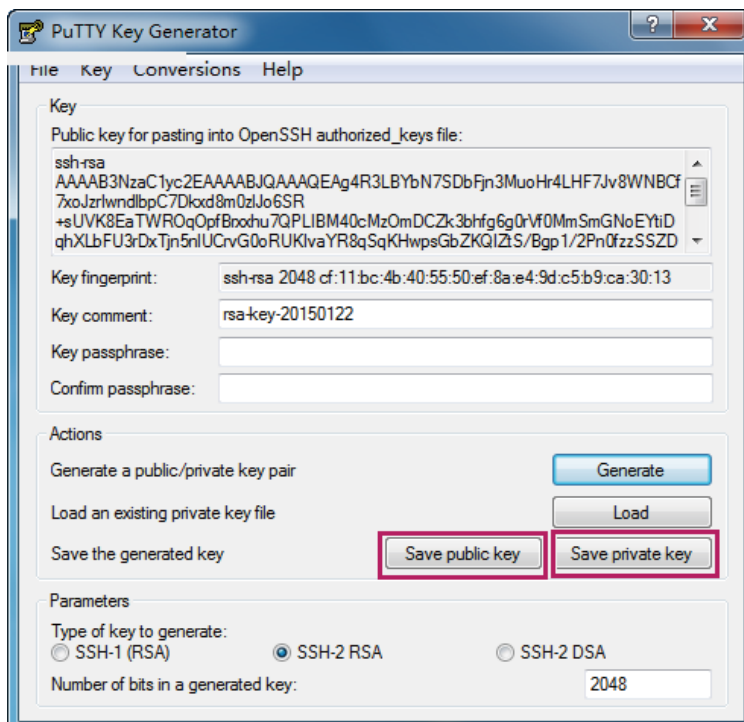 PuTTY Key Generator
File Key Conversions Help
Key
Public key for pasting into OpenSSH authorized_keys file:
ssh-rsa
AAAAB3NzaC1yc2EAAAABJQAAAQEAg4R3LBYbN7SDbFjn3MuoHr4LHF7Jv8WNBCf
7xoJzrlwndlbpC7Dkxd8m0zlJo6SR
+sUVK8EaTWROqOpfBrxxhu7QPLIBM40cMzOmDCZk3bhfg6g0rVf0MmSmGNoEYtiD
qhXLbFU3rDxTjn5nIUCrvG0oRUKIvaYR8qSqKHwpsGbZKQIZtS/Bgp1/2Pn0fzzSSZD
Key fingerprint: ssh-rsa 2048 cf:11:bc:4b:40:55:50:ef:8a:e4:9d:c5:b9:ca:30:13
Key comment: rsa-key-20150122
Key passphrase:
Confirm passphrase:
Actions
Generate a public/private key pair Generate
Load an existing private key file Load
Save the generated key Save public key Save private key
Parameters
Type of key to generate:
SSH-1 (RSA) SSH-2 RSA SSH-2 DSA
Number of bits in a generated key: 2048